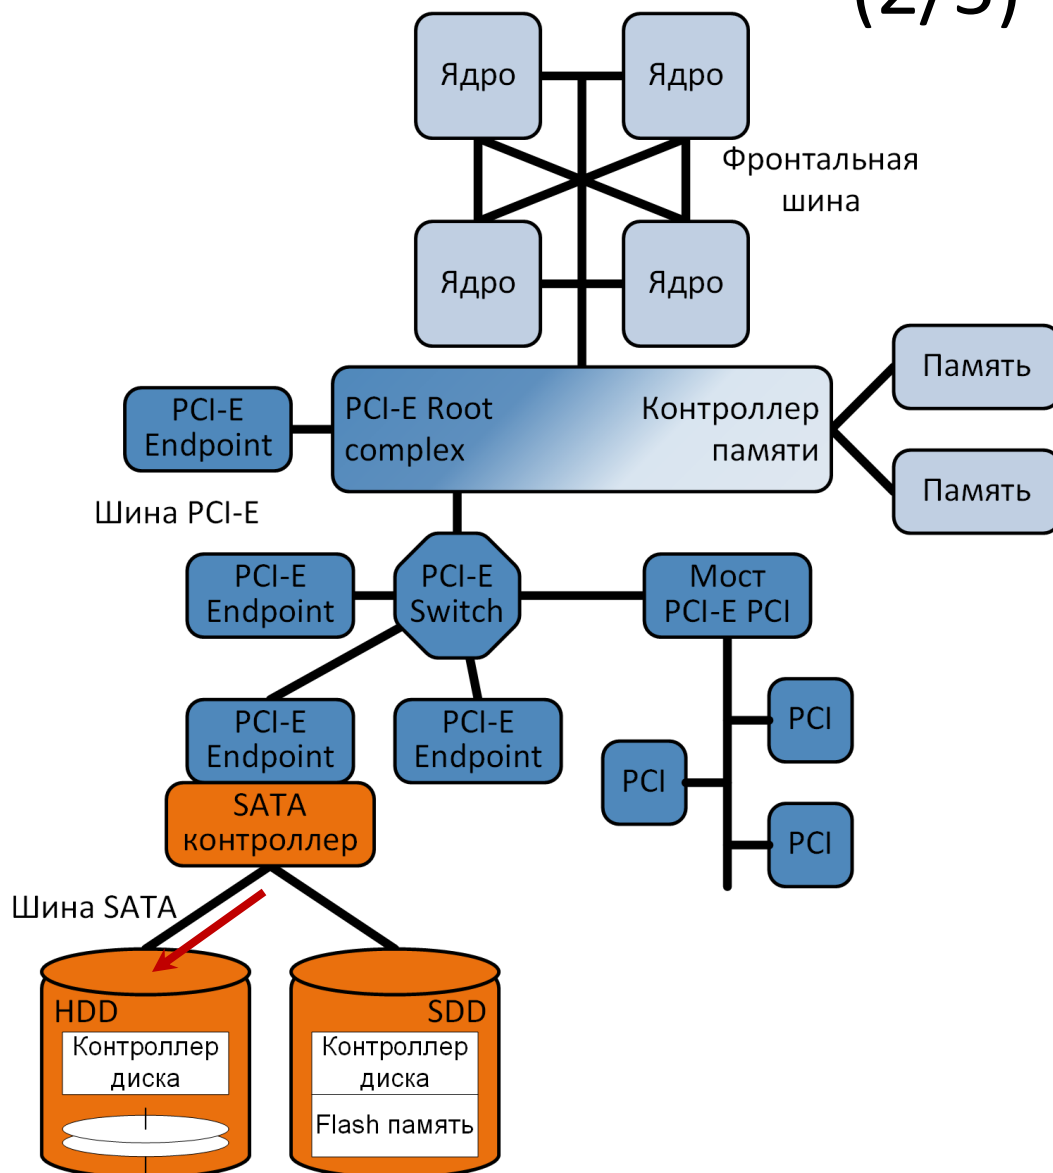 (2/3)
Ядро
Ядро
Фронтальная
шина
Ядро
Ядро
Память
PCI-E
Endpoint
PCI-E Root
complex
Контроллер
памяти
Память
Шина PCI-E
PCI-E
Endpoint
PCI-E
Switch
Мост
PCI-E PCI
PCI-E
Endpoint
PCI-E
Endpoint
PCI
PCI
PCI
SATA
контроллер
Шина SATA
HDD
Контроллер
диска
SDD
Контроллер
диска
Flash память